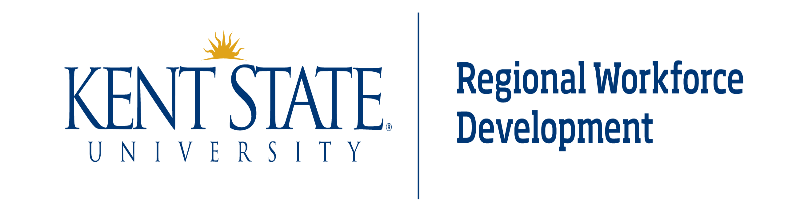 KENT STATE®
UNIVERSITY
Regional Workforce
Development